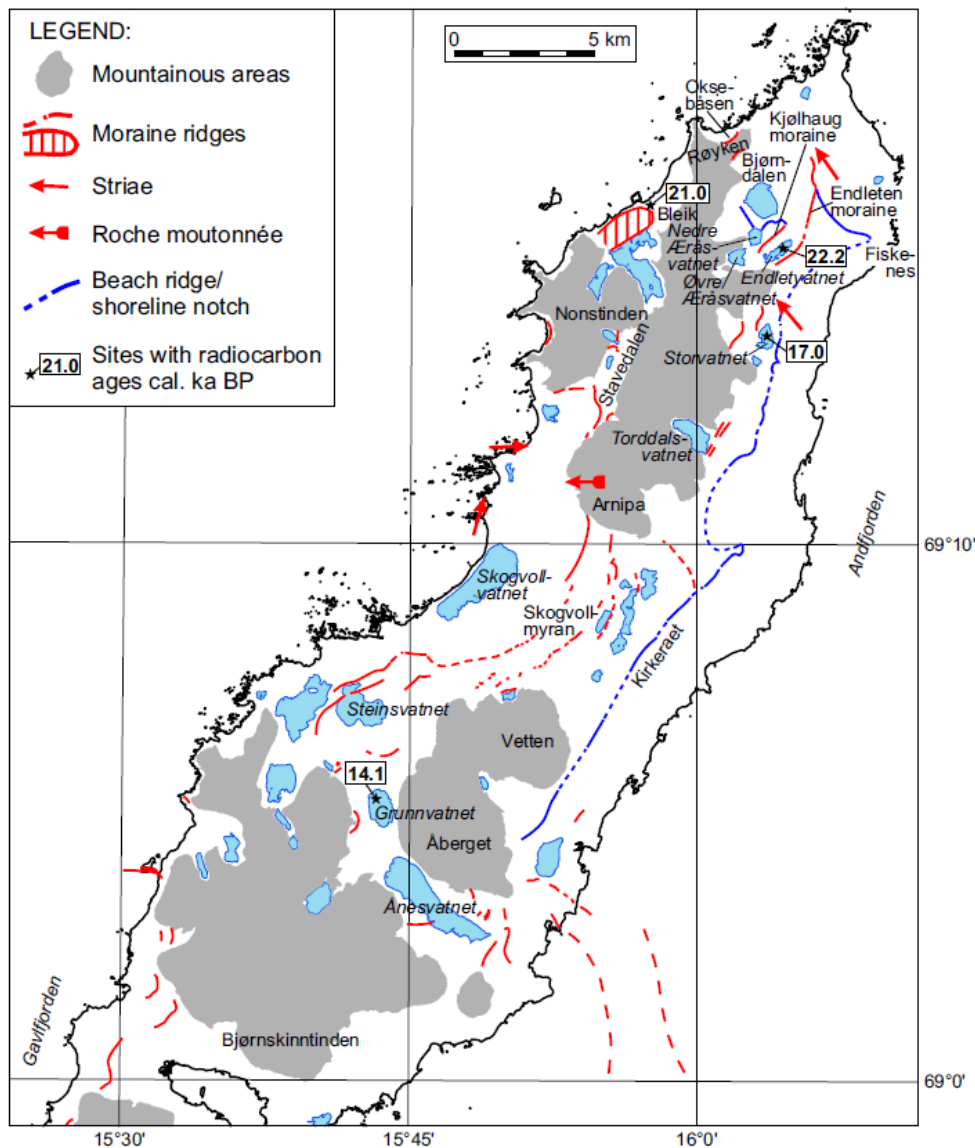 LEGEND:
Mountainous areas
Moraine ridges
Striae
Roche moutonnée
Beach ridge/
shoreline notch
21.0
Sites with radiocarbon
ages cal. ka BP
0
5 km
Okse-
båsen
Kjølhaug
moraine
Røyken
Bjørn-
dalen
21.0
Bleik
Endleten
moraine
Nedre
Æråsvatnet
Fiske-
nes
22.2
Endletvatnet
Øvre
Æråsvatnet
Nonstinden
Stavedalen
Storvatnet
17.0
Torddals-
vatnet
Arnipa
Andfjorden
69°10'
Skogvoll-
vatnet
Skogvoll-
myran
Kirkeraet
Steinsvatnet
Vetten
14.1
Grunnvatnet
Åberget
Ånesvatnet
Gavlfjorden
Bjørnskinntinden
69°0'
15°30'
15°45'
16°0'